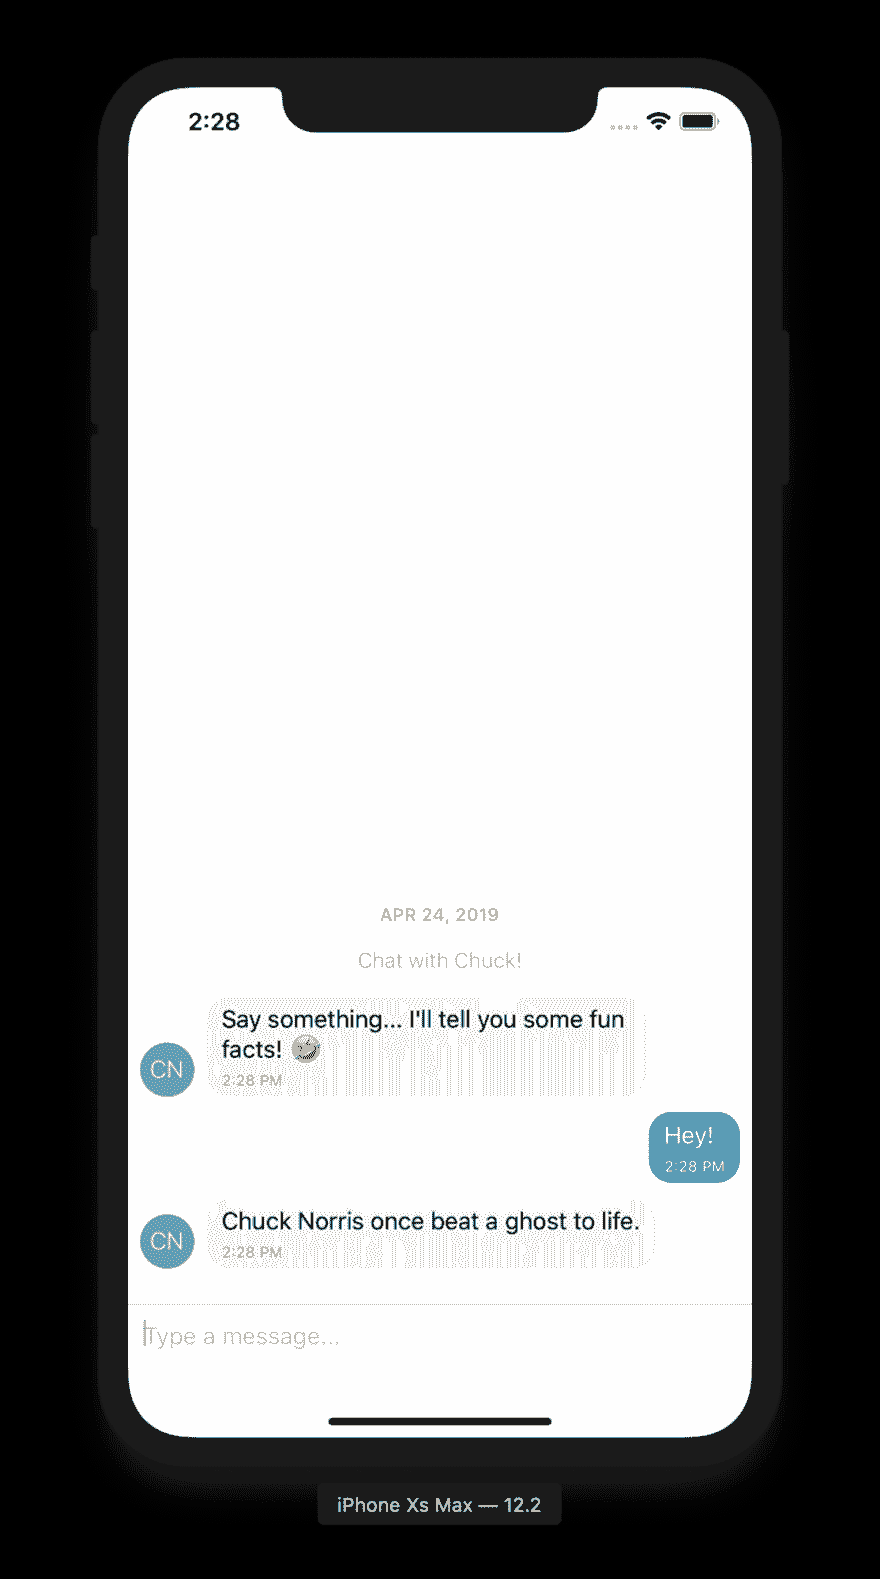 2:28
APR 24, 2019
Chat with Chuck!
Say something... I'll tell you some fun
facts! 🤣
2:28 PM
CN
Hey!
2:28 PM
Chuck Norris once beat a ghost to life.
2:28 PM
CN
Type a message...
iPhone Xs Max — 12.2